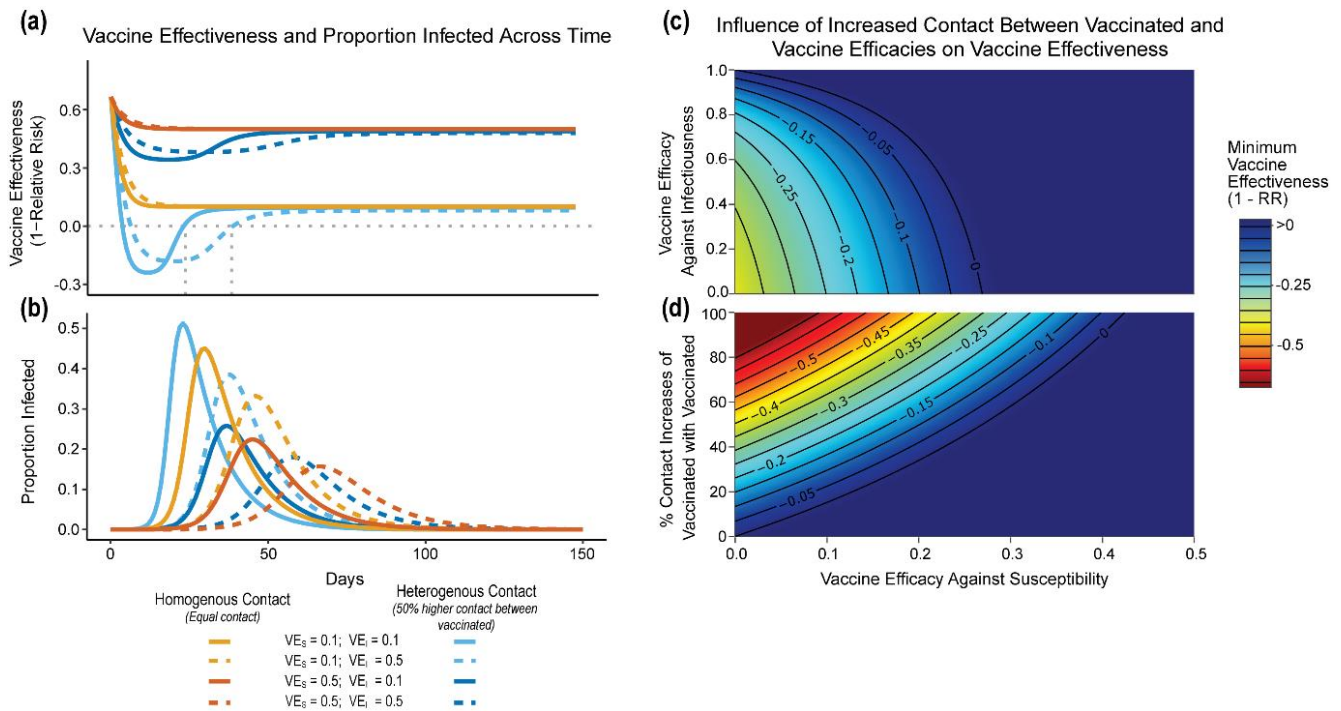 (a)
Vaccine Effectiveness and Proportion Infected Across Time
Vaccine Effectiveness
(1−Relative Risk)
0.6
0.3
0.0
-0.3
(b)
Proportion Infected
0.5
0.4
0.3
0.2
0.1
0.0
0
50
100
150
Days
Homogenous Contact
(Equal contact)
Heterogenous Contact
(50% higher contact between
vaccinated)
VES = 0.1; VEI = 0.1
VES = 0.1; VEI = 0.5
VES = 0.5; VEI = 0.1
VES = 0.5; VEI = 0.5
(c)
Influence of Increased Contact Between Vaccinated and
Vaccine Efficacies on Vaccine Effectiveness
Vaccine Efficacy
Against Infectiousness
1.0
0.8
0.6
0.4
0.2
0.0
−0.25
−0.2
−0.15
−0.1
−0.05
0
(d)
% Contact Increases of
Vaccinated with Vaccinated
100
80
60
40
20
0
−0.5
−0.45
−0.4
−0.35
−0.3
−0.25
−0.2
−0.15
−0.1
−0.05
0
0.0
0.1
0.2
0.3
0.4
0.5
Vaccine Efficacy Against Susceptibility
Minimum
Vaccine
Effectiveness
(1 - RR)
>0
-0.25
-0.5